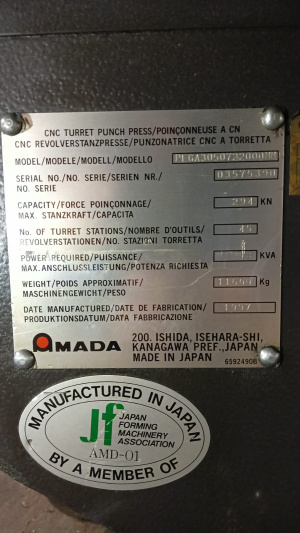 CNC TURRET PUNCH PRESS/POINÇONNEUSE A CN
CNC REVOLVERSTANZPRESSE/PUNZONATRICE CNC A TORRETTA
MODEL/MODELE/MODELL/MODELLO
SERIAL NO./NO. SERIE/SERIEN NR./
NO. SERIE
CAPACITY/FORCE POINÇONNAGE/ 294 KN
MAX. STANZKRAFT/CAPACITA
No. OF TURRET STATIONS/NOMBRE D'OUTILS/ 45
REVOLVERSTATIONEN/NO. STAZIONI TORRETTA
POWER REQUIRED/PUISSANCE/ KVA
MAX.ANSCHLUSSLEISTUNG/POTENZA RICHIESTA
WEIGHT/POIDS APPROXIMATIF/ Kg
MASCHINENGEWICHT/PESO
DATE MANUFACTURED/DATE DE FABRICATION/
PRODUKTIONSDATUM/DATA FABBRICAZIONE
AMADA
200. ISHIDA, ISEHARA-SHI,
KANAGAWA PREF., JAPAN
MADE IN JAPAN
65924906
MANUFACTURED IN JAPAN
Jf
JAPAN
FORMING
MACHINERY
ASSOCIATION
AMD-01
BY A MEMBER OF